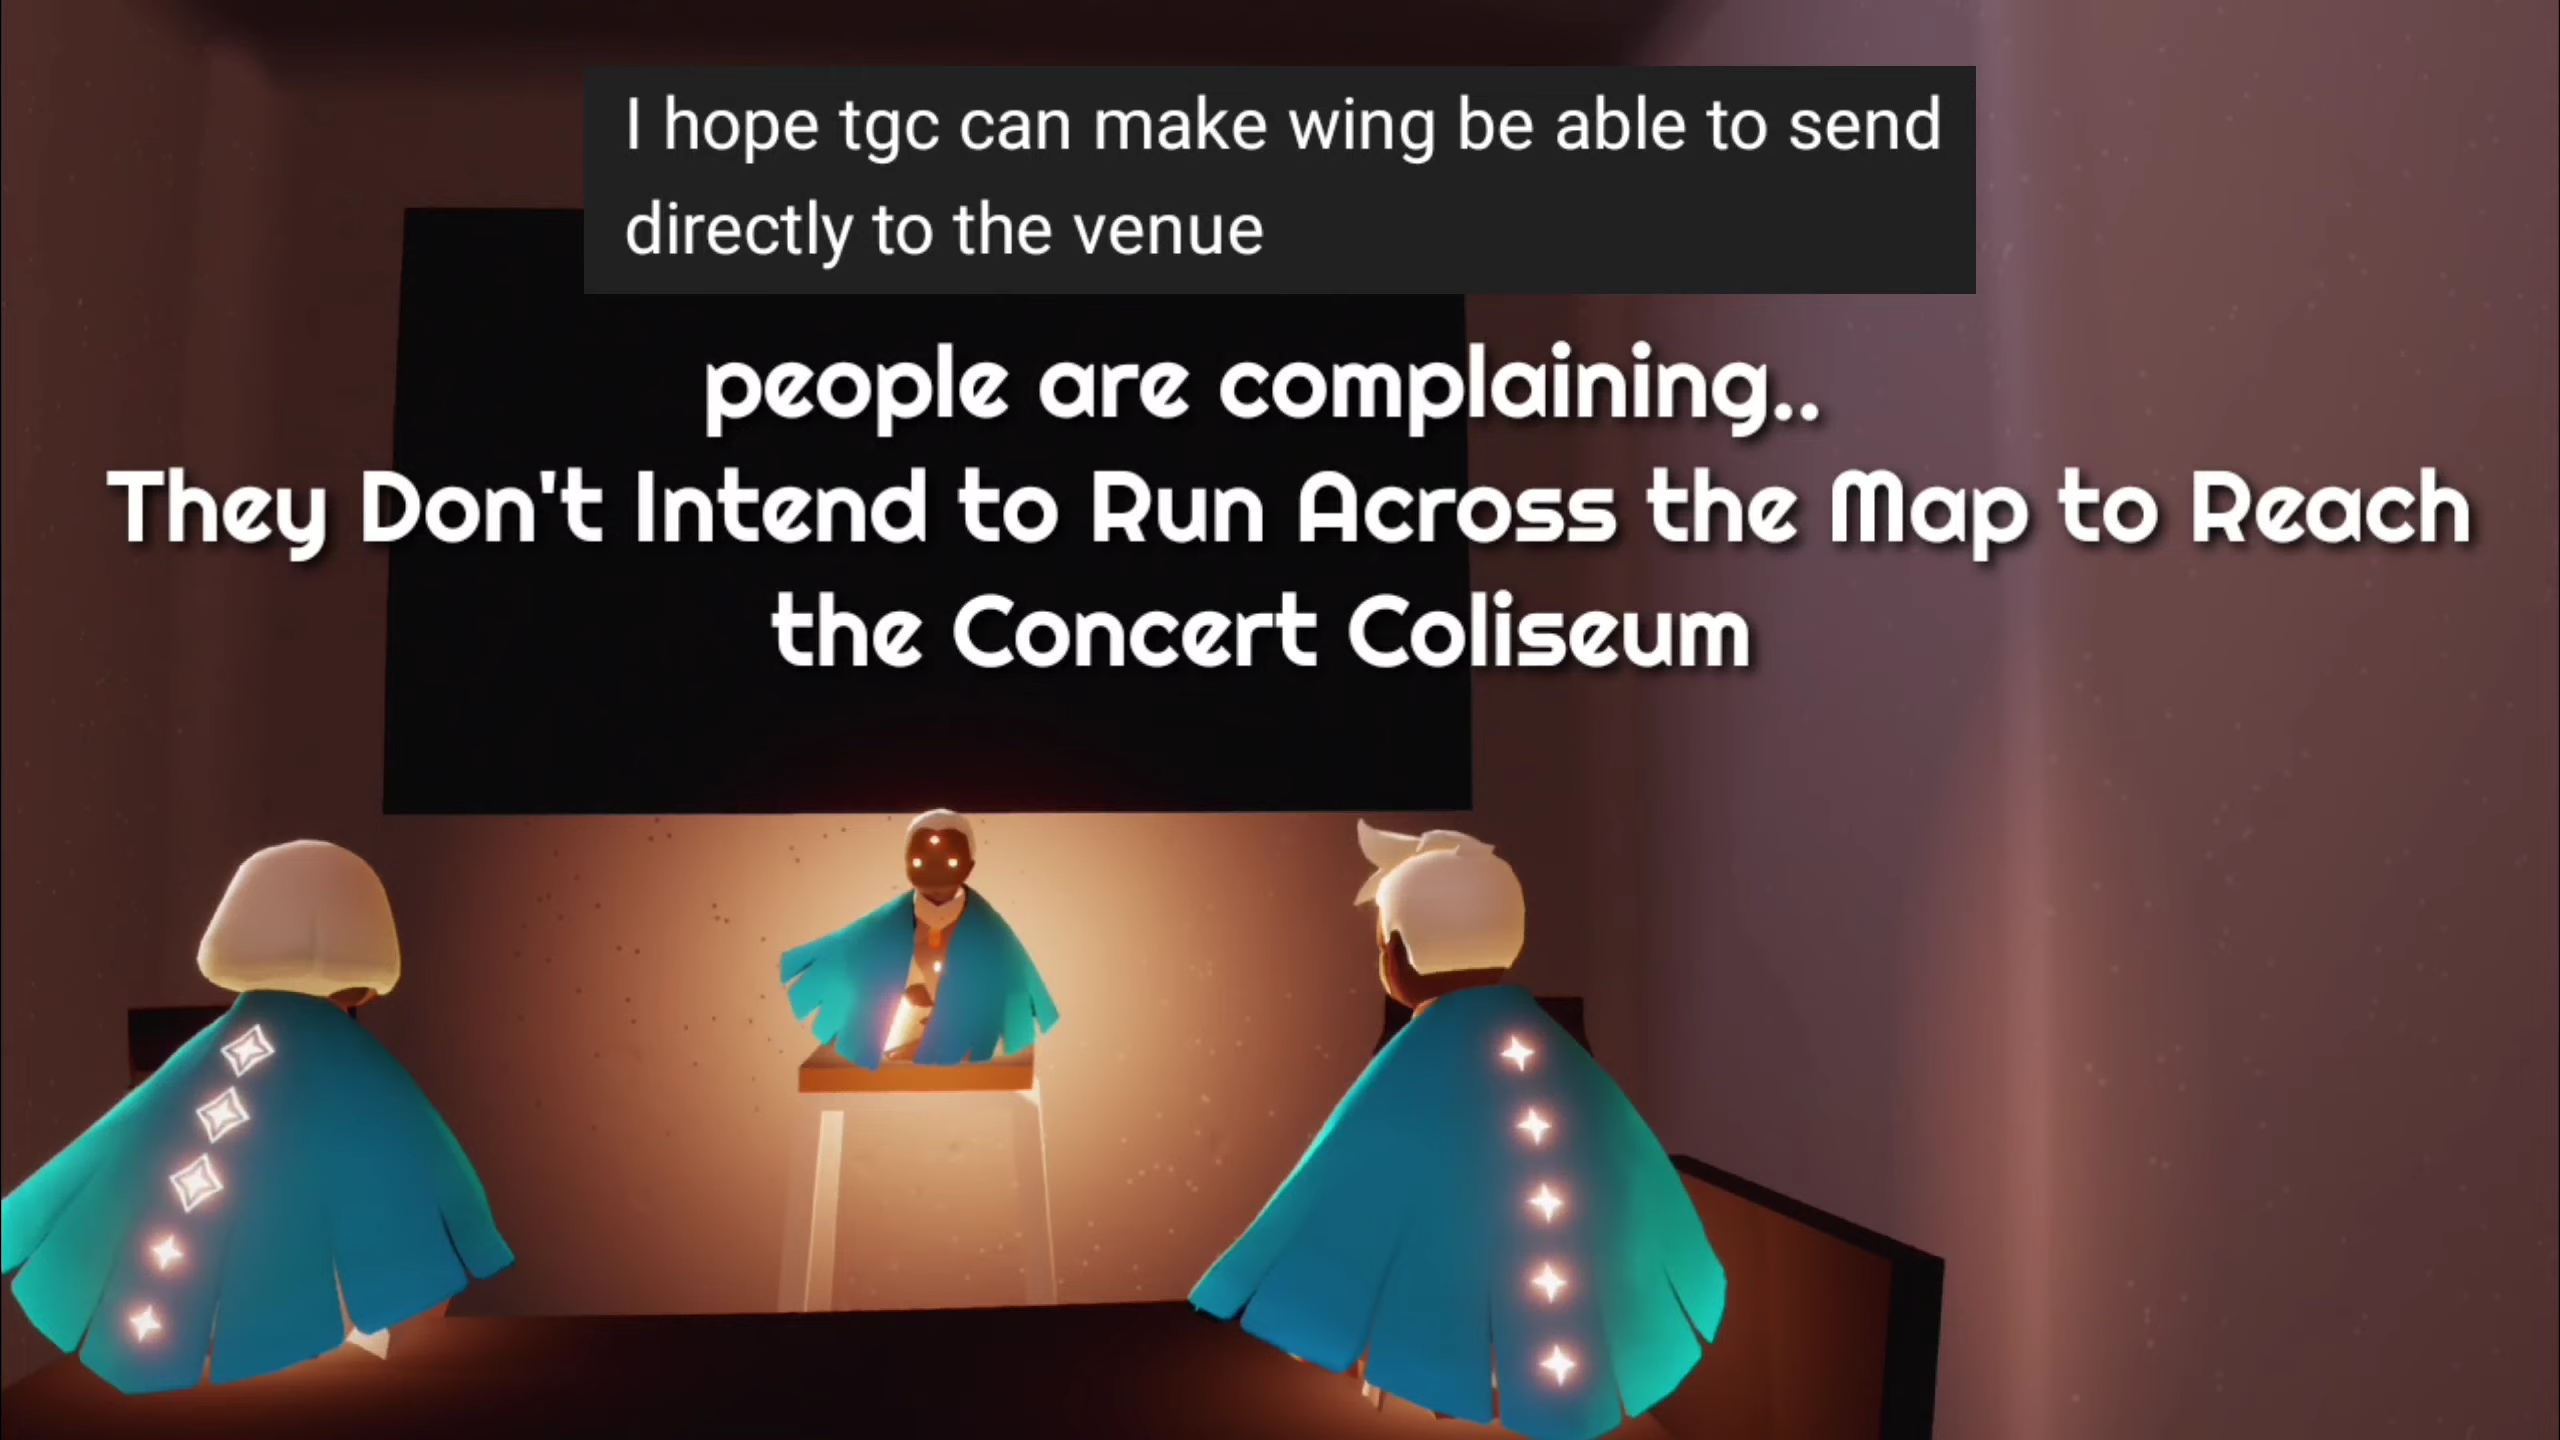 I hope tgc can make wing be able to send
directly to the venue
people are complaining..
They Don't Intend to Run Across the Map to Reach
the Concert Coliseum